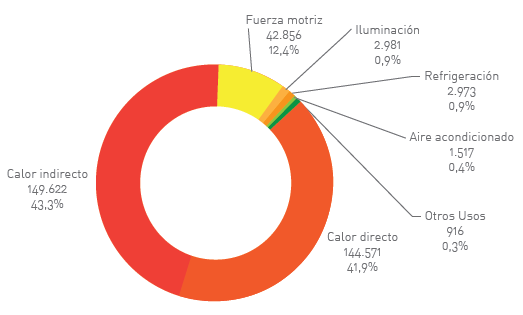 Fuerza motriz
42.856
12,4%
Iluminación
2.981
0,9%
Refrigeración
2.973
0,9%
Aire acondicionado
1.517
0,4%
Otros Usos
916
0,3%
Calor directo
144.571
41,9%
Calor indirecto
149.622
43,3%